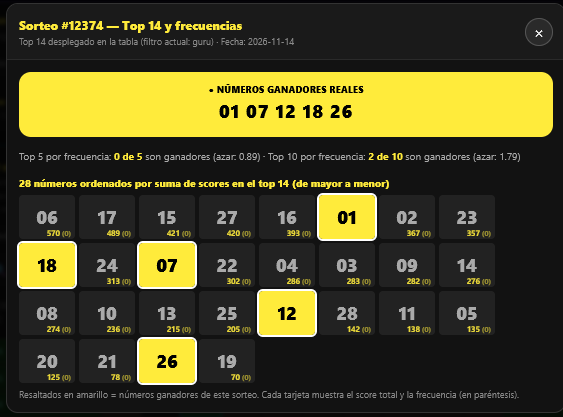 Sorteo #12374 — Top 14 y frecuencias
Top 14 desplegado en la tabla (filtro actual: guru) · Fecha: 2026-11-14
×
• NÚMEROS GANADORES REALES
01 07 12 18 26
Top 5 por frecuencia: 0 de 5 son ganadores (azar: 0.89) · Top 10 por frecuencia: 2 de 10 son ganadores (azar: 1.79)
28 números ordenados por suma de scores en el top 14 (de mayor a menor)
06 17 15 27 16 01 02 23
570 (0) 489 (0) 421 (0) 420 (0) 393 (0) 367 (0) 357 (0)
18 24 07 22 04 03 09 14
313 (0) 302 (0) 286 (0) 283 (0) 282 (0) 276 (0)
08 10 13 25 12 28 11 05
274 (0) 236 (0) 215 (0) 205 (0) 142 (0) 138 (0) 135 (0)
20 21 26 19
125 (0) 78 (0) 70 (0)
Resaltados en amarillo = números ganadores de este sorteo. Cada tarjeta muestra el score total y la frecuencia (en paréntesis).